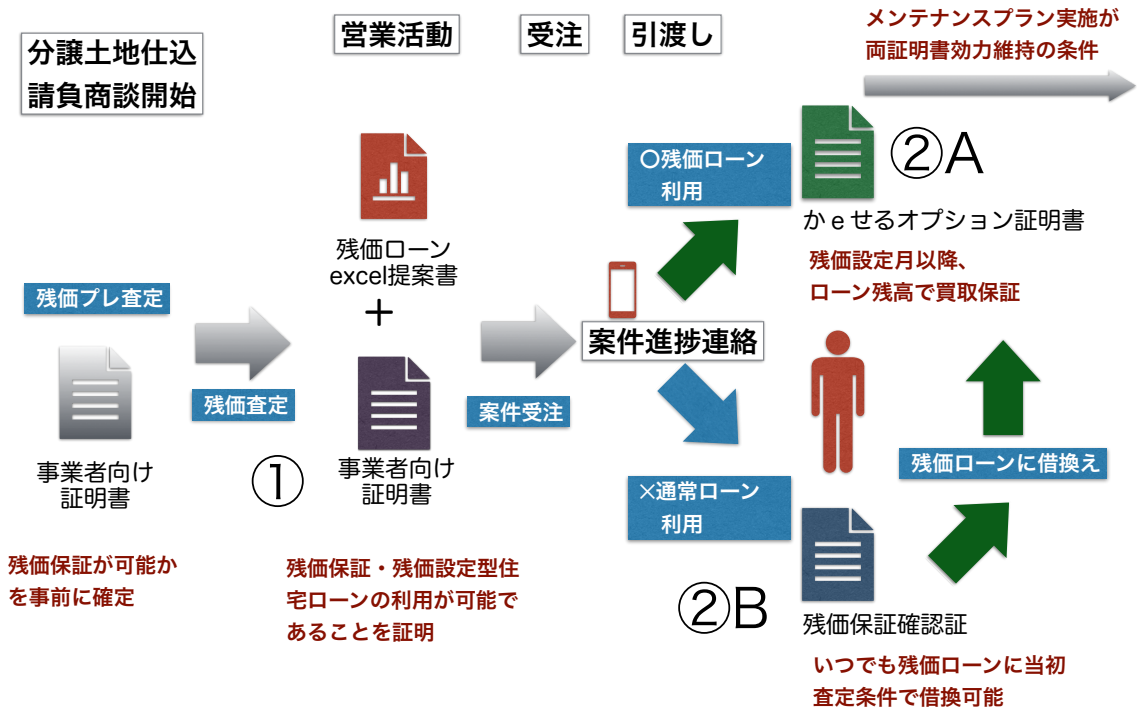 分譲土地仕込
請負商談開始
営業活動
受注
引渡し
メンテナンスプラン実施が
両証明書効力維持の条件
残価プレ査定
事業者向け
証明書
残価保証が可能か
を事前に確定
残価査定
①
残価ローン
excel提案書
+
事業者向け
証明書
残価保証・残価設定型住
宅ローンの利用が可能で
あることを証明
案件受注
案件進捗連絡
〇残価ローン
利用
②A
かeせるオプション証明書
残価設定月以降、
ローン残高で買取保証
×通常ローン
利用
②B
残価保証確認証
いつでも残価ローンに当初
査定条件で借換可能
残価ローンに借換え